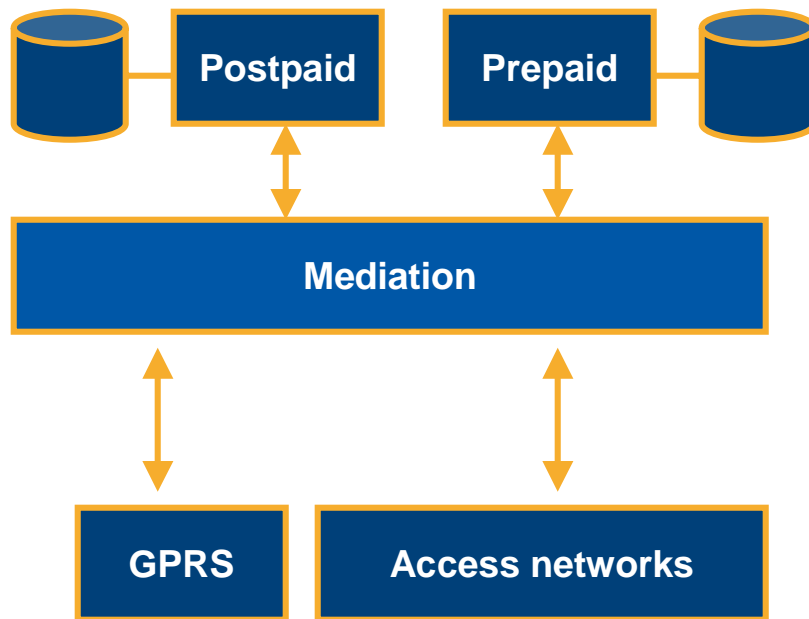 Postpaid
Prepaid
Mediation
GPRS
Access networks